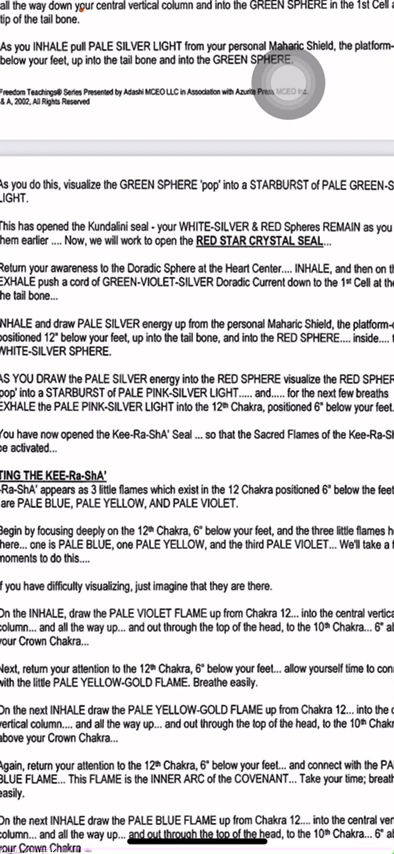 all the way down your central vertical column and into the GREEN SPHERE in the 1st Cell a
tip of the tail bone.
As you INHALE pull PALE SILVER LIGHT from your personal Maharic Shield, the platform-
below your feet, up into the tail bone and into the GREEN SPHERE.
Freedom Teachings® Series Presented by Adashi MCEO LLC in Association with Azurite Press MCEO Inc.
& A, 2002, All Rights Reserved
As you do this, visualize the GREEN SPHERE 'pop' into a STARBURST of PALE GREEN-S
LIGHT.
This has opened the Kundalini seal - your WHITE-SILVER & RED Spheres REMAIN as you
them earlier .... Now, we will work to open the RED STAR CRYSTAL SEAL...
Return your awareness to the Doradic Sphere at the Heart Center.... INHALE, and then on th
EXHALE push a cord of GREEN-VIOLET-SILVER Doradic Current down to the 1st Cell at the
the tail bone...
INHALE and draw PALE SILVER energy up from the personal Maharic Shield, the platform-
positioned 12" below your feet, up into the tail bone, and into the RED SPHERE.... inside....
WHITE-SILVER SPHERE.
AS YOU DRAW the PALE SILVER energy into the RED SPHERE visualize the RED SPHER
'pop' into a STARBURST of PALE PINK-SILVER LIGHT..... and..... for the next few breaths
EXHALE the PALE PINK-SILVER LIGHT into the 12th Chakra, positioned 6" below your feet.
You have now opened the Kee-Ra-ShA' Seal ... so that the Sacred Flames of the Kee-Ra-Sh
be activated...
TING THE KEE-Ra-ShA'
-Ra-ShA' appears as 3 little flames which exist in the 12 Chakra positioned 6" below the feet
are PALE BLUE, PALE YELLOW, AND PALE VIOLET.
Begin by focusing deeply on the 12th Chakra, 6" below your feet, and the three little flames h
here... one is PALE BLUE, one PALE YELLOW, and the third PALE VIOLET... We'll take a f
moments to do this....
If you have difficulty visualizing, just imagine that they are there.
On the INHALE, draw the PALE VIOLET FLAME up from Chakra 12... into the central vertica
column... and all the way up... and out through the top of the head, to the 10th Chakra... 6" ab
your Crown Chakra...
Next, return your attention to the 12th Chakra, 6" below your feet... allow yourself time to con
with the little PALE YELLOW-GOLD FLAME. Breathe easily.
On the next INHALE draw the PALE YELLOW-GOLD FLAME up from Chakra 12... into the c
vertical column.... and all the way up... and out through the top of the head, to the 10th Chak
above your Crown Chakra...
Again, return your attention to the 12th Chakra, 6" below your feet... and connect with the PA
BLUE FLAME... This FLAME is the INNER ARC of the COVENANT... Take your time; breath
easily.
On the next INHALE draw the PALE BLUE FLAME up from Chakra 12.... into the central ver
column... and all the way up... and out through the top of the head, to the 10th Chakra... 6" a
your Crown Chakra